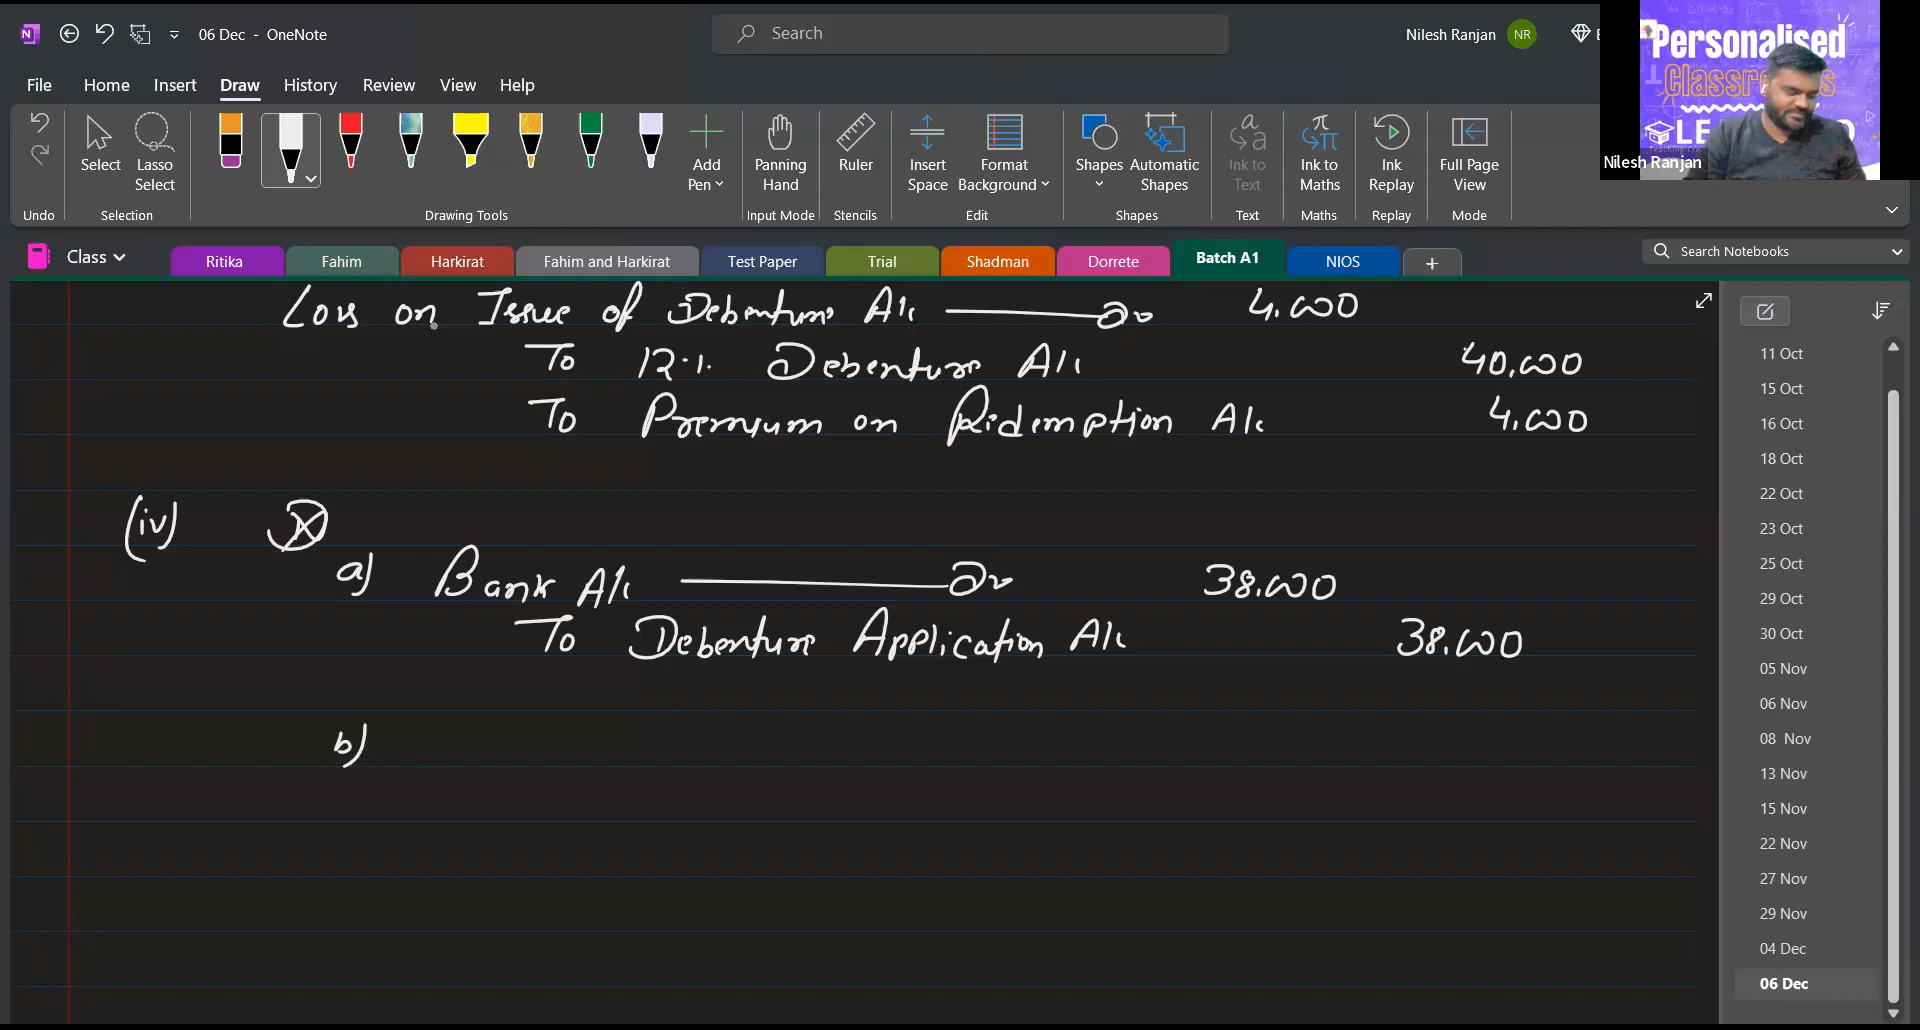 06 Dec - OneNote
Search
Nilesh Ranjan NR
Personalised
Classrooms
LE
Nilesh Ranjan
File Home Insert Draw History Review View Help
Select Lasso Select
Add Pen
Panning Hand
Ruler
Insert Space
Format Background
Shapes
Automatic Shapes
Ink to Text
Ink to Maths
Ink Replay
Full Page View
Undo Selection Drawing Tools Input Mode Stencils Edit Shapes Text Maths Replay Mode
Class Ritika Fahim Harkirat Fahim and Harkirat Test Paper Trial Shadman Dorrete Batch A1 NIOS +
Search Notebooks
Loss on Issue of Debenture A/c Dr 4,000
To 12% Debenture A/c 40,000
To Premium on Ridemption A/c 4,000
(iv)
a) Bank A/c Dr 38,000
To Debenture Application A/c 38,000
b)
11 Oct
15 Oct
16 Oct
18 Oct
22 Oct
23 Oct
25 Oct
29 Oct
30 Oct
05 Nov
06 Nov
08 Nov
13 Nov
15 Nov
22 Nov
27 Nov
29 Nov
04 Dec
06 Dec